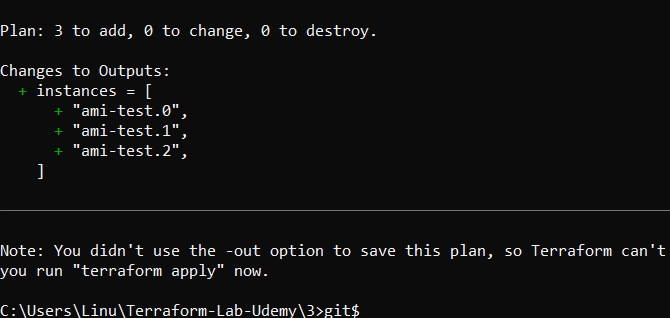 Plan: 3 to add, 0 to change, 0 to destroy.
Changes to Outputs:
+ instances = [
+ "ami-test.0",
+ "ami-test.1",
+ "ami-test.2",
]
Note: You didn't use the -out option to save this plan, so Terraform can't
you run "terraform apply" now.
C:\Users\Linu\Terraform-Lab-Udemy\3>git$